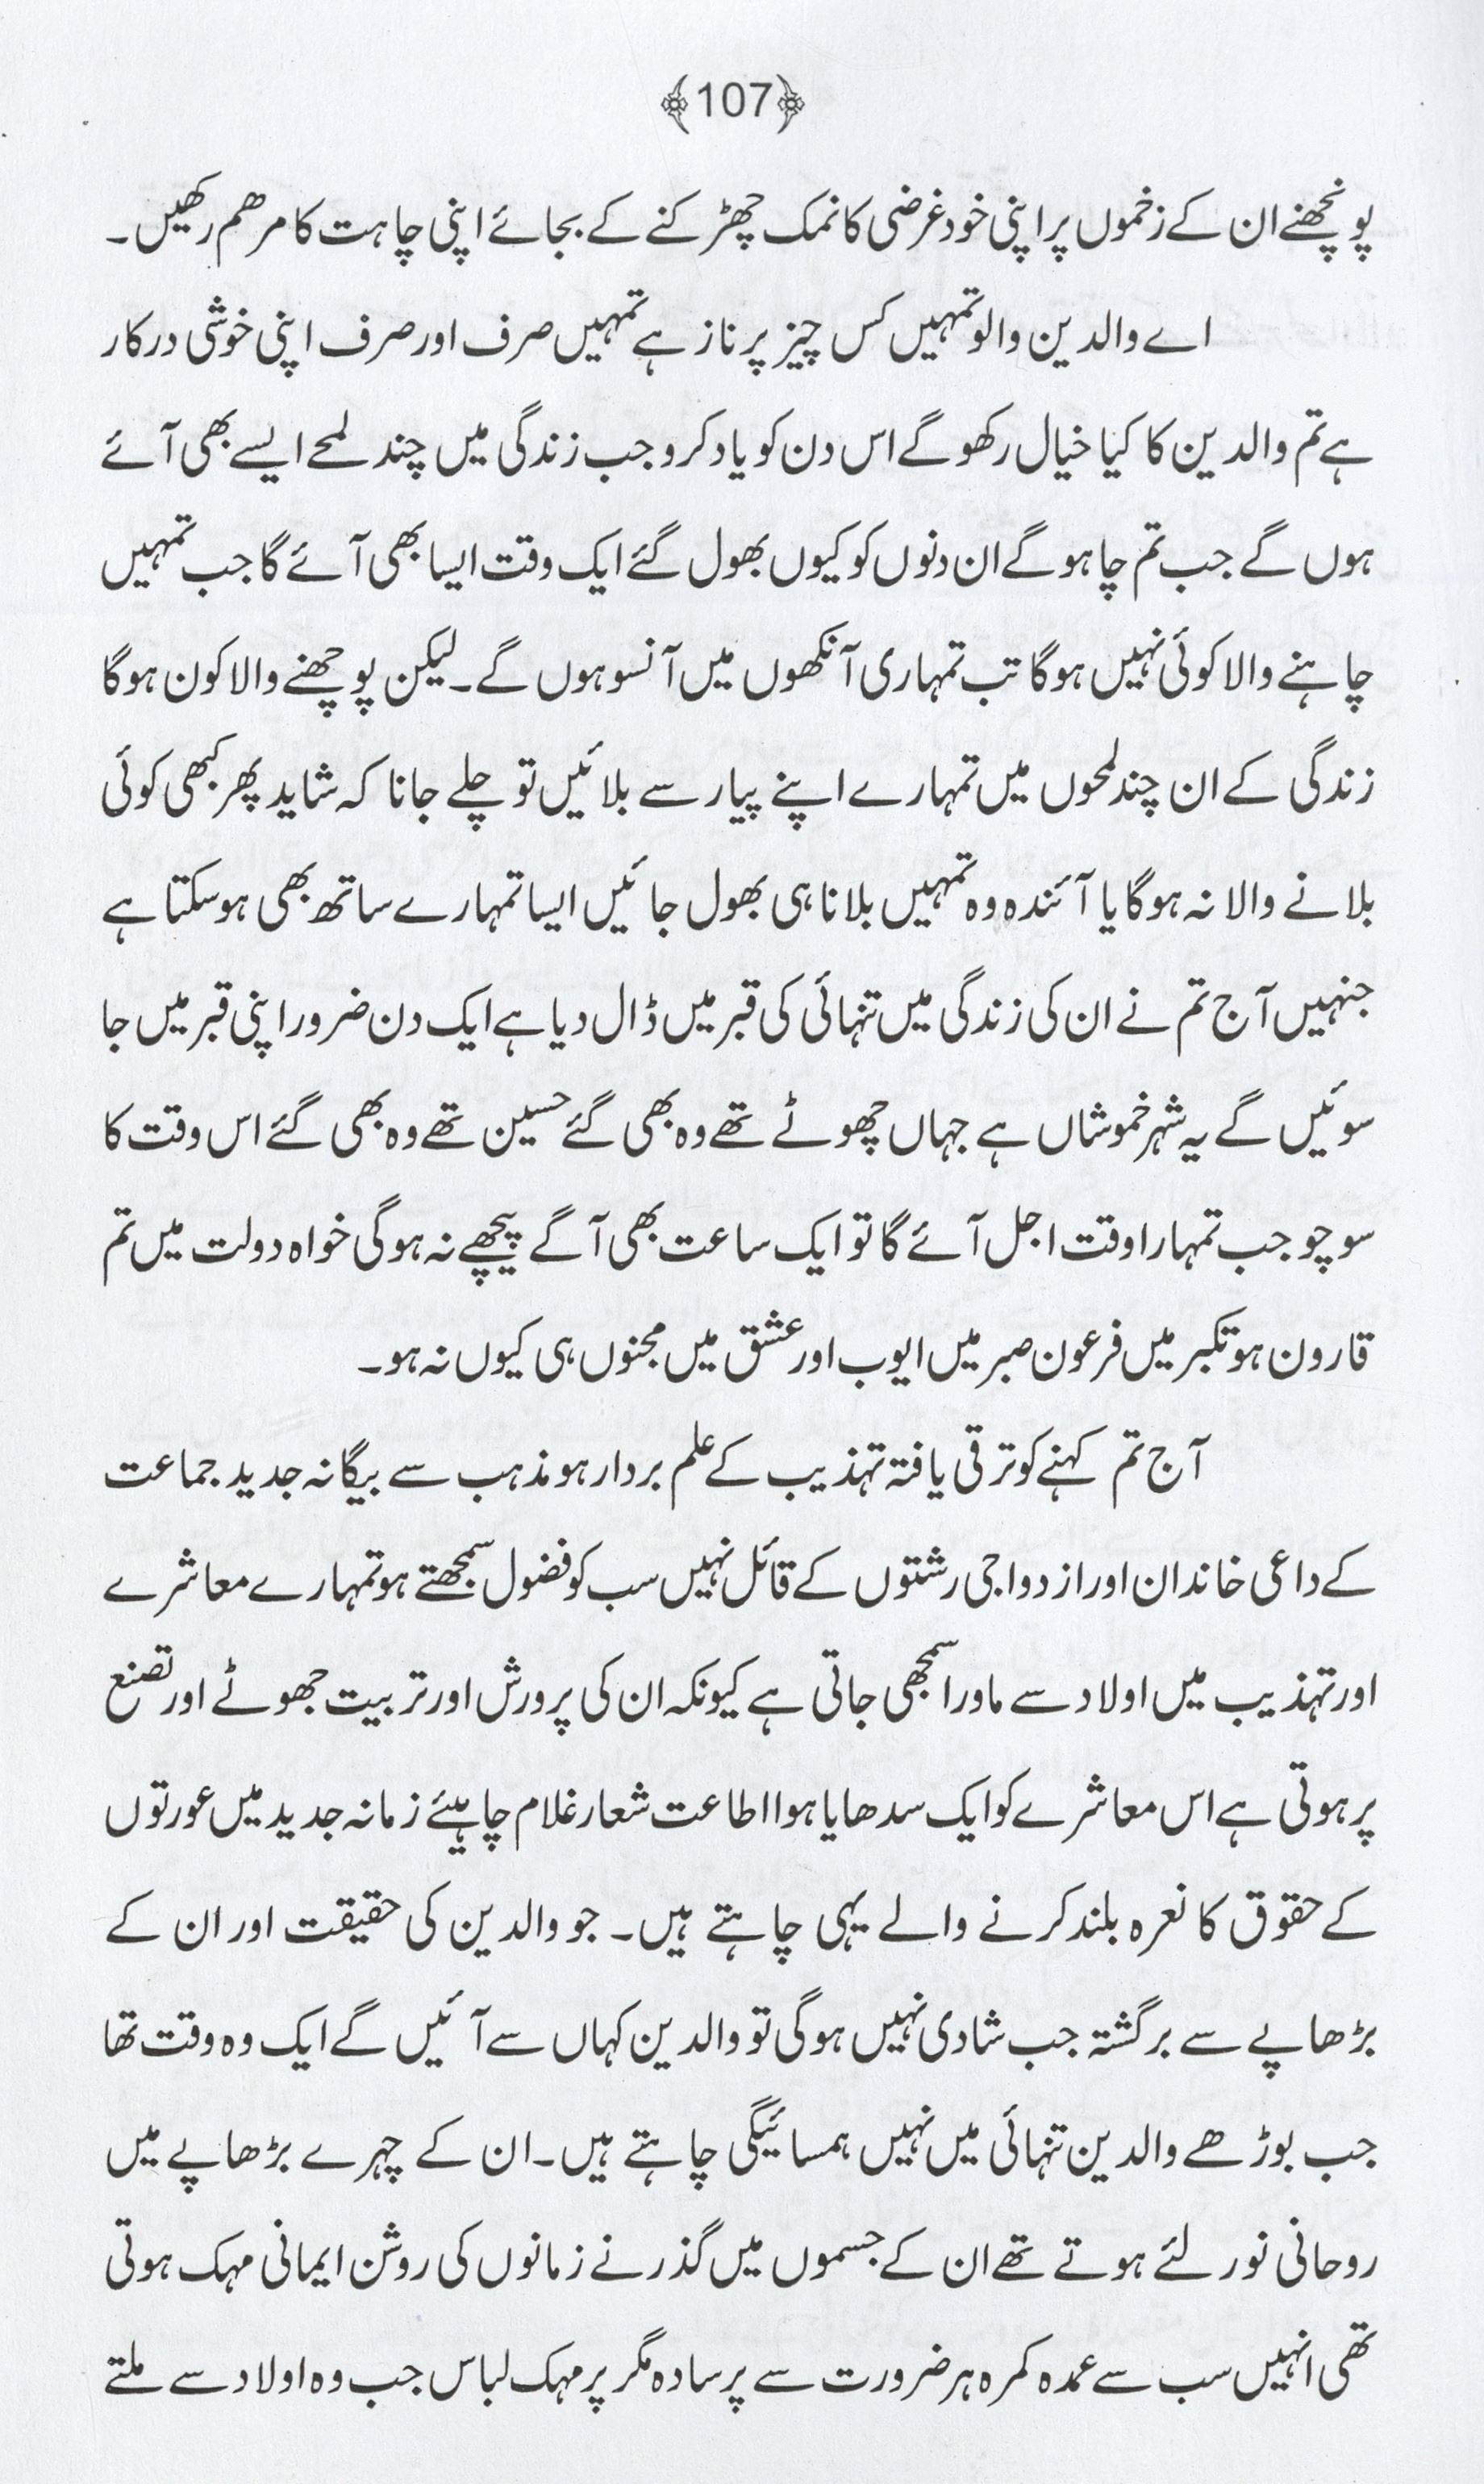 ﴿107﴾
پونچھنے ان کے زخموں پر اپنی خود غرضی کا نمک چھڑکنے کے بجائے اپنی چاہت کا مرھم رکھیں۔
اے والدین والو تمہیں کس چیز پر ناز ہے تمہیں صرف اور صرف اپنی خوشی درکار
ہے تم والدین کا کیا خیال رکھو گے اس دن کو یاد کرو جب زندگی میں چند لمحے ایسے بھی آئے
ہوں گے جب تم چاہو گے ان دنوں کو کیوں بھول گئے ایک وقت ایسا بھی آئے گا جب تمہیں
چاہنے والا کوئی نہیں ہوگا تب تمہاری آنکھوں میں آنسو ہوں گے۔ لیکن پوچھنے والا کون ہوگا
زندگی کے ان چند لمحوں میں تمہارے اپنے پیار سے بلائیں تو چلے جانا کہ شاید پھر کبھی کوئی
بلانے والا نہ ہوگا یا آئندہ وہ تمہیں بلانا ہی بھول جائیں ایسا تمہارے ساتھ بھی ہوسکتا ہے
جنہیں آج تم نے ان کی زندگی میں تنہائی کی قبر میں ڈال دیا ہے ایک دن ضرور اپنی قبر میں جا
سوئیں گے یہ شہر خموشاں ہے جہاں چھوٹے تھے وہ بھی گئے حسین تھے وہ بھی گئے اس وقت کا
سوچو جب تمہارا وقت اجل آئے گا تو ایک ساعت بھی آگے پیچھے نہ ہوگی خواہ دولت میں تم
قارون ہو تکبر میں فرعون صبر میں ایوب اور عشق میں مجنوں ہی کیوں نہ ہو۔
آج تم کہنے کو ترقی یافتہ تہذیب کے علم بردار ہو مذہب سے بیگانہ جدید جماعت
کے داعی خاندان اور ازدواجی رشتوں کے قائل نہیں سب کو فضول سمجھتے ہو تمہارے معاشرے
اور تہذیب میں اولاد سے ماورا سمجھی جاتی ہے کیونکہ ان کی پرورش اور تربیت جھوٹے اور تصنع
پر ہوتی ہے اس معاشرے کو ایک سدھایا ہوا اطاعت شعار غلام چاہیئے زمانہ جدید میں عورتوں
کے حقوق کا نعرہ بلند کرنے والے یہی چاہتے ہیں۔ جو والدین کی حقیقت اور ان کے
بڑھاپے سے برگشتہ جب شادی نہیں ہوگی تو والدین کہاں سے آئیں گے ایک وہ وقت تھا
جب بوڑھے والدین تنہائی میں نہیں ہمسائیگی چاہتے ہیں۔ ان کے چہرے بڑھاپے میں
روحانی نور لئے ہوتے تھے ان کے جسموں میں گذرنے زمانوں کی روشن ایمانی مہک ہوتی
تھی انہیں سب سے عمدہ کمرہ ہر ضرورت سے پر سادہ مگر پر مہک لباس جب وہ اولاد سے ملتے